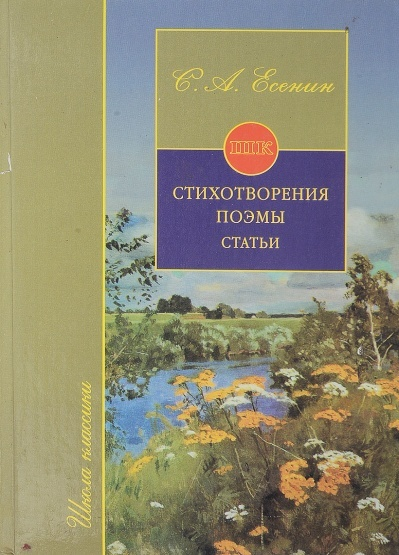 С. А. Есенин
ШК
СТИХОТВОРЕНИЯ
ПОЭМЫ
СТАТЬИ
Школа классики